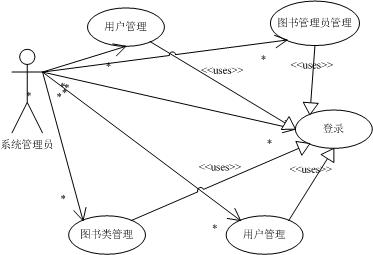 用户管理
图书管理员管理
*
*
<<uses>>
<<uses>>
*
*
*
*
登录
系统管理员
*
<<uses>>
<<uses>>
*
*
图书类管理
用户管理